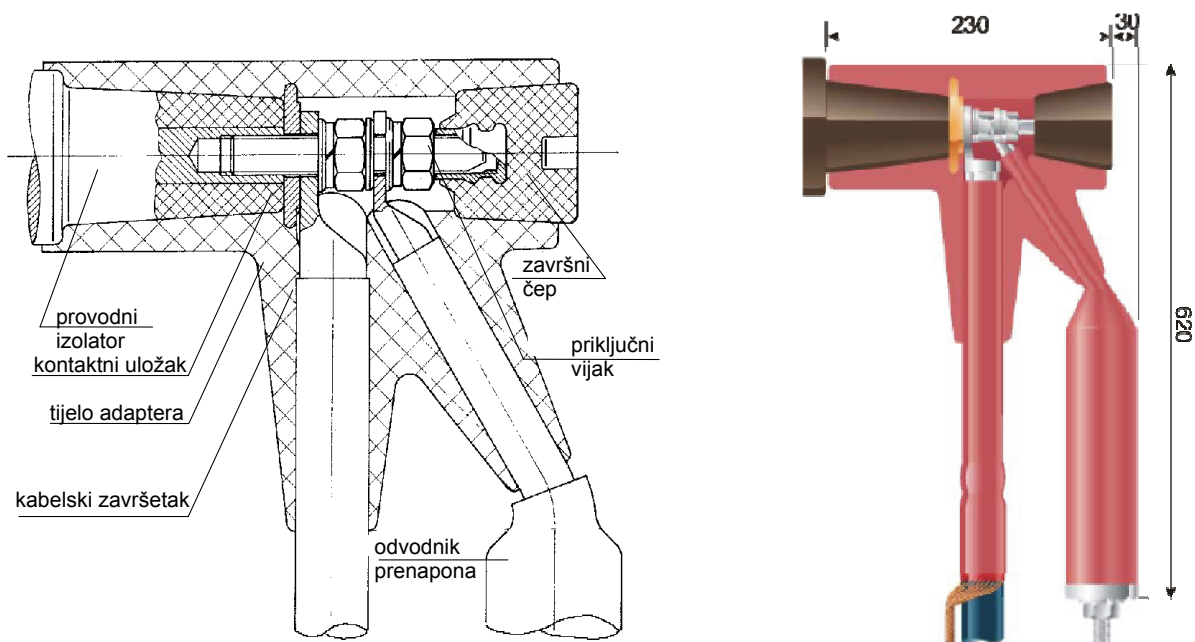 provodni
izolator
kontaktni uložak
tijelo adaptera
kabelski završetak
odvodnik
prenapona
završni
čep
priključni
vijak
230
30
620